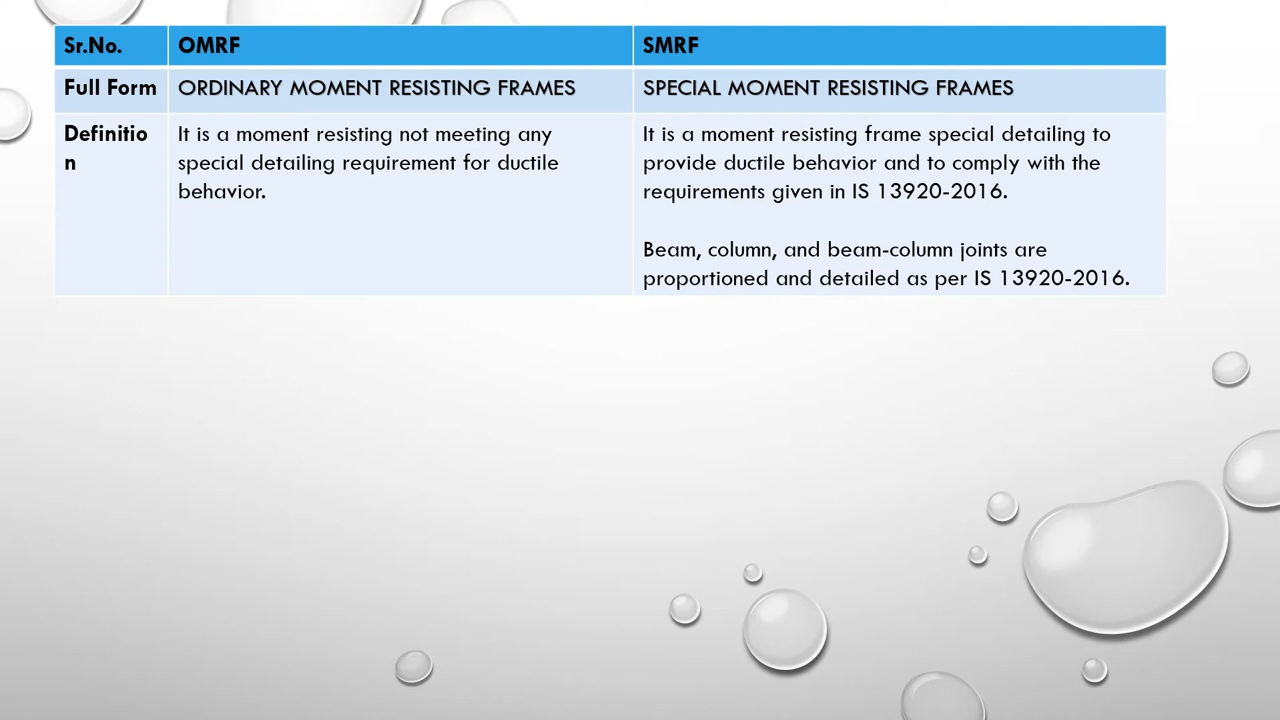 Sr.No. OMRF SMRF
Full Form ORDINARY MOMENT RESISTING FRAMES SPECIAL MOMENT RESISTING FRAMES
Definitio
n
It is a moment resisting not meeting any
special detailing requirement for ductile
behavior.
It is a moment resisting frame special detailing to
provide ductile behavior and to comply with the
requirements given in IS 13920-2016.
Beam, column, and beam-column joints are
proportioned and detailed as per IS 13920-2016.